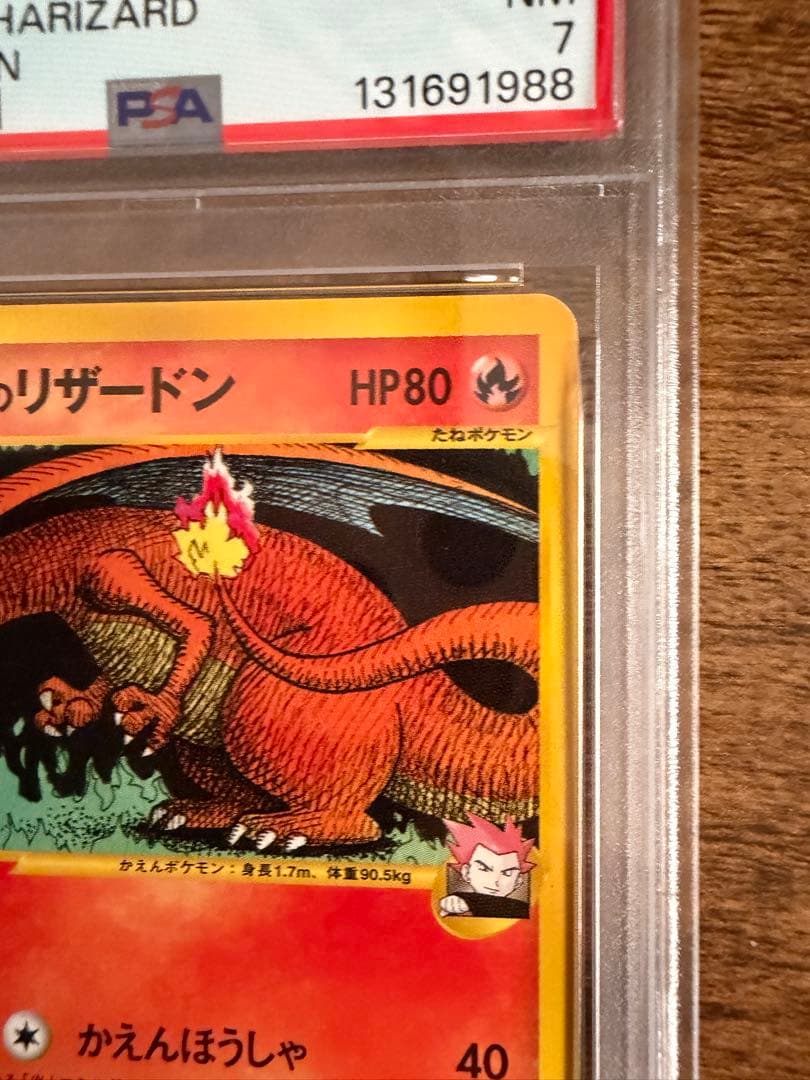 HARIZARD
NM
N 7
PSA 131691988
のリザードン HP80
たねポケモン
かえんポケモン：身長1.7m、体重90.5kg
かえんほうしゃ 40